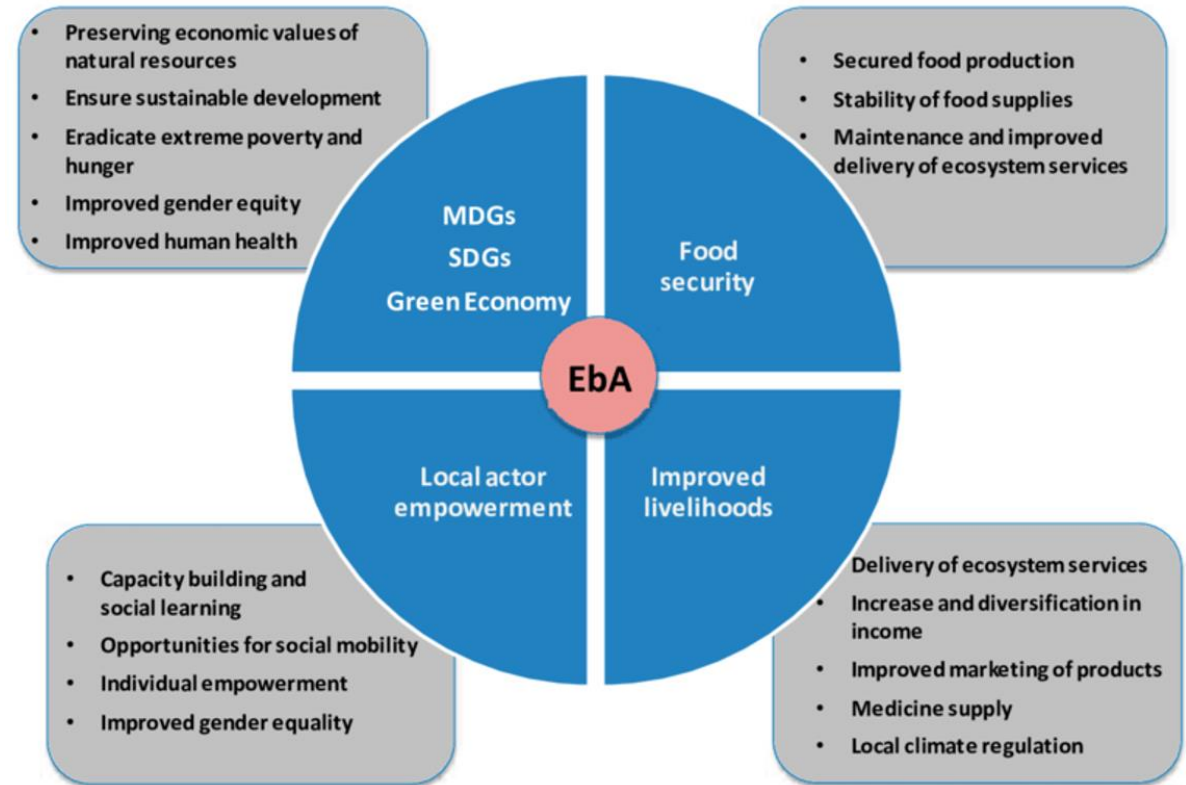 • Preserving economic values of
natural resources
• Ensure sustainable development
• Eradicate extreme poverty and
hunger
• Improved gender equity
• Improved human health
• Secured food production
• Stability of food supplies
• Maintenance and improved
delivery of ecosystem services
MDGs
SDGs
Green Economy
Food
security
EbA
Local actor
empowerment
Improved
livelihoods
• Capacity building and
social learning
• Opportunities for social mobility
• Individual empowerment
• Improved gender equality
Delivery of ecosystem services
• Increase and diversification in
income
• Improved marketing of products
• Medicine supply
• Local climate regulation